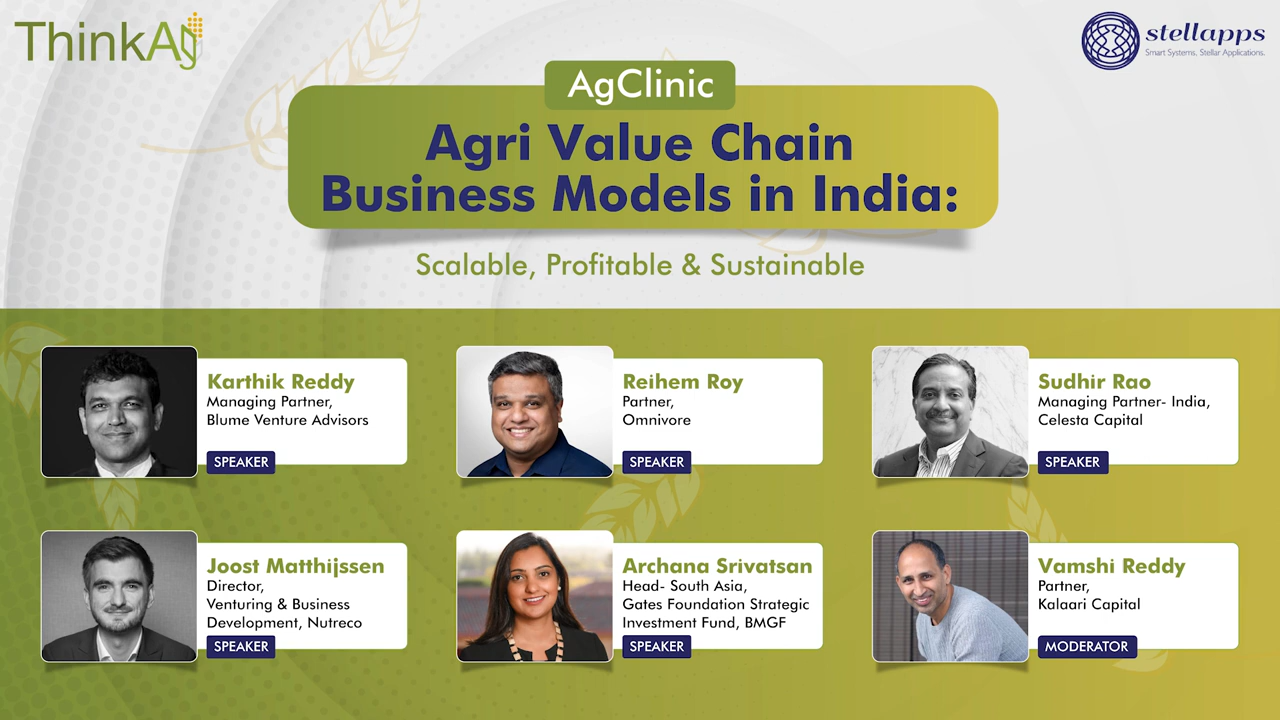 ThinkAg
stellapps
Smart Systems. Stellar Applications.
AgClinic
Agri Value Chain
Business Models in India:
Scalable, Profitable & Sustainable
Karthik Reddy
Managing Partner,
Blume Venture Advisors
SPEAKER
Reihem Roy
Partner,
Omnivore
SPEAKER
Sudhir Rao
Managing Partner- India,
Celesta Capital
SPEAKER
Joost Matthijssen
Director,
Venturing & Business
Development, Nutreco
SPEAKER
Archana Srivatsan
Head- South Asia,
Gates Foundation Strategic
Investment Fund, BMGF
SPEAKER
Vamshi Reddy
Partner,
Kalaari Capital
MODERATOR